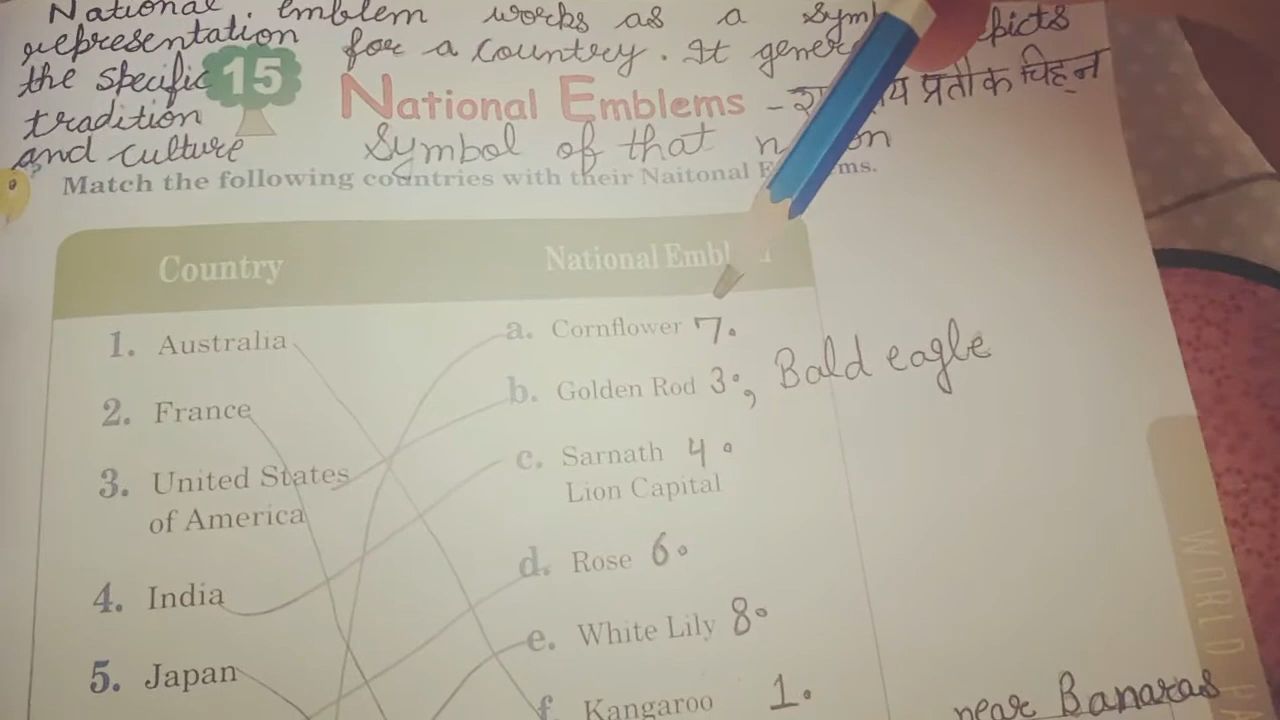 National emblem works as a
representation for a country. It
the specific
15
National Emblems - प्रतीक चिह्न
tradition
and culture Symbol of that
Match the following countries with their Naitonal
Country National
1. Australia
a. Cornflower 7.
2. France
b. Golden Rod 3., Bald eagle
3. United States
of America
c. Sarnath 4.
Lion Capital
4. India
d. Rose 6.
5. Japan
e. White Lily 8.
f. Kangaroo 1.
near Banaras
WORLD